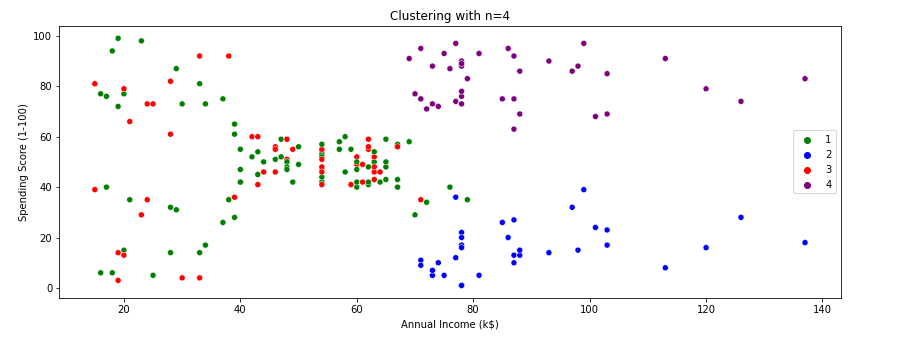 Clustering with n=4
Spending Score (1-100)
100
80
60
40
20
0
1
2
3
4
20 40 60 80 100 120 140
Annual Income (k$)